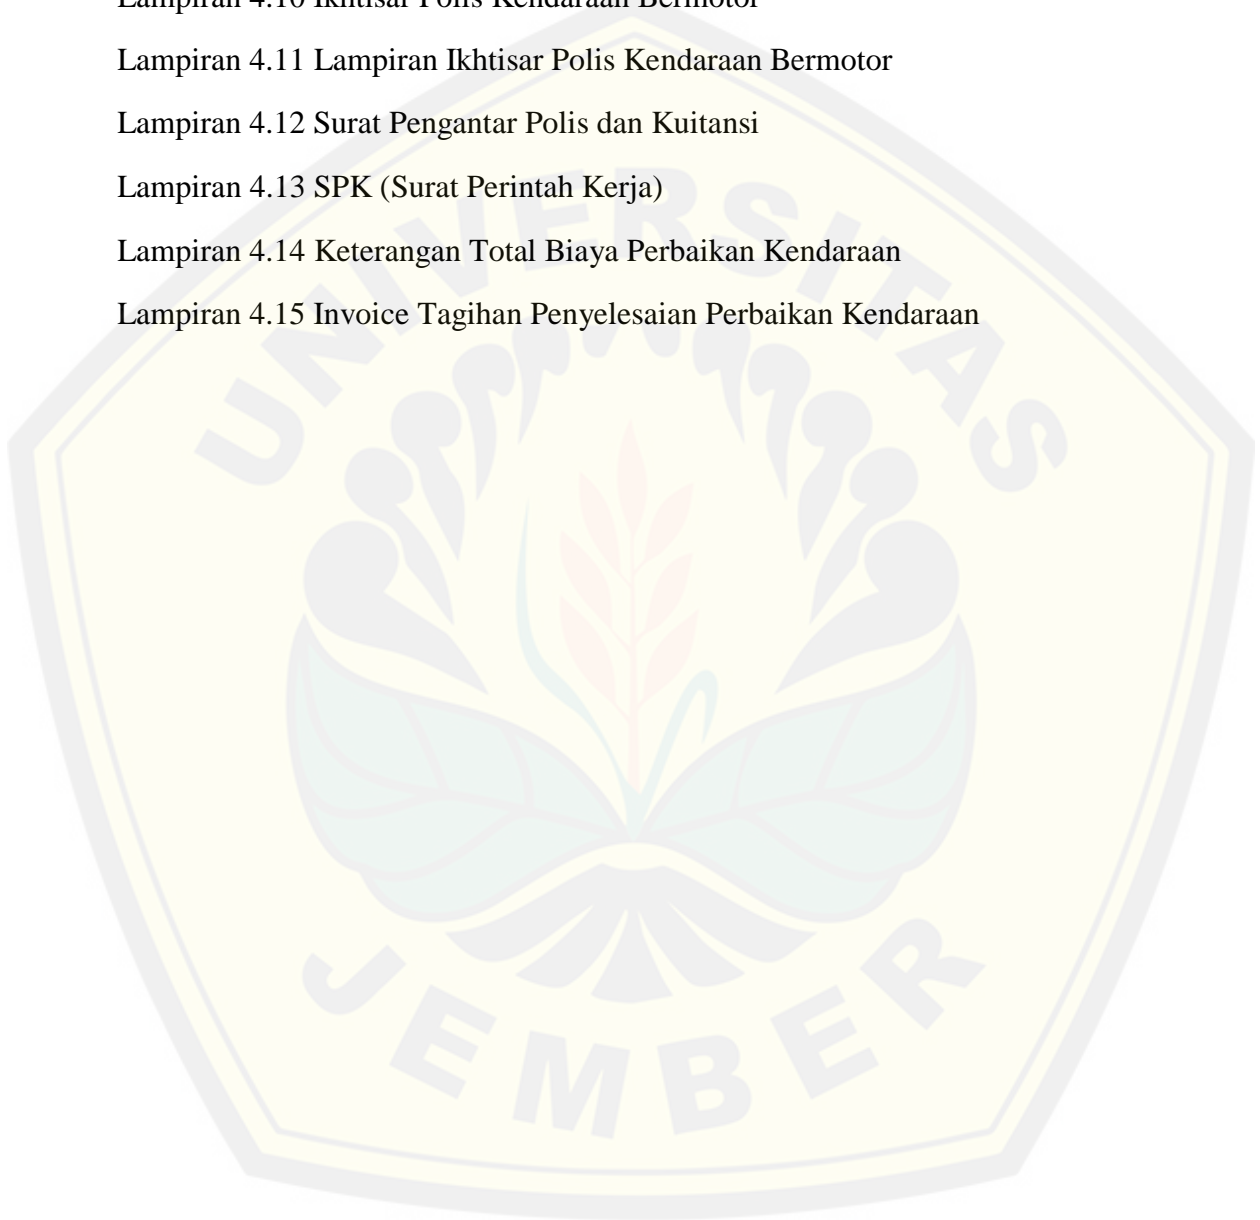 Lampiran 4.10 Ikhtisar Polis Kendaraan Bermotor
Lampiran 4.11 Lampiran Ikhtisar Polis Kendaraan Bermotor
Lampiran 4.12 Surat Pengantar Polis dan Kuitansi
Lampiran 4.13 SPK (Surat Perintah Kerja)
Lampiran 4.14 Keterangan Total Biaya Perbaikan Kendaraan
Lampiran 4.15 Invoice Tagihan Penyelesaian Perbaikan Kendaraan
UNIVERSITAS
JEMBER